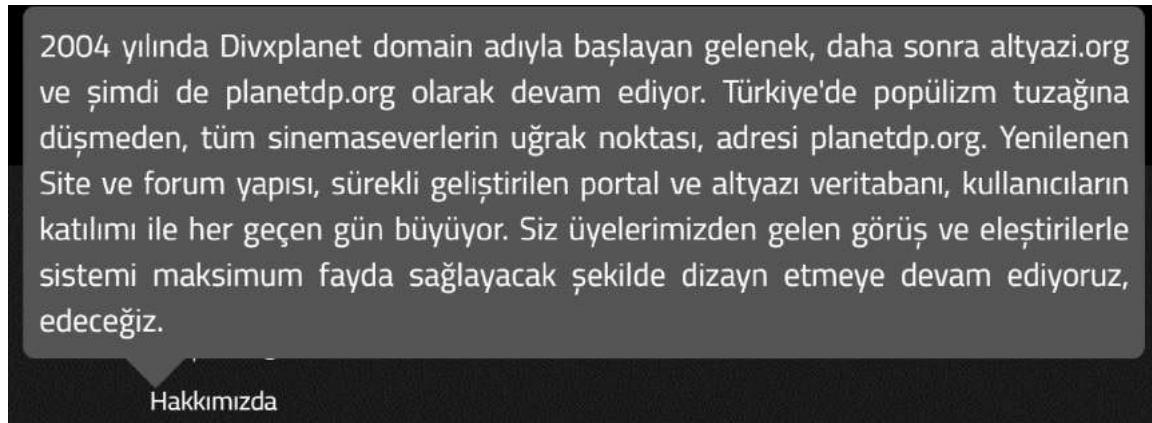 2004 yılında Divxplanet domain adıyla başlayan gelenek, daha sonra altyazi.org
ve şimdi de planetdp.org olarak devam ediyor. Türkiye'de popülizm tuzağına
düşmeden, tüm sinemaseverlerin uğrak noktası, adresi planetdp.org. Yenilenen
Site ve forum yapısı, sürekli geliştirilen portal ve altyazı veritabanı, kullanıcıların
katılımı ile her geçen gün büyüyor. Siz üyelerimizden gelen görüş ve eleştirilerle
sistemi maksimum fayda sağlayacak şekilde dizayn etmeye devam ediyoruz,
edeceğiz.
Hakkımızda